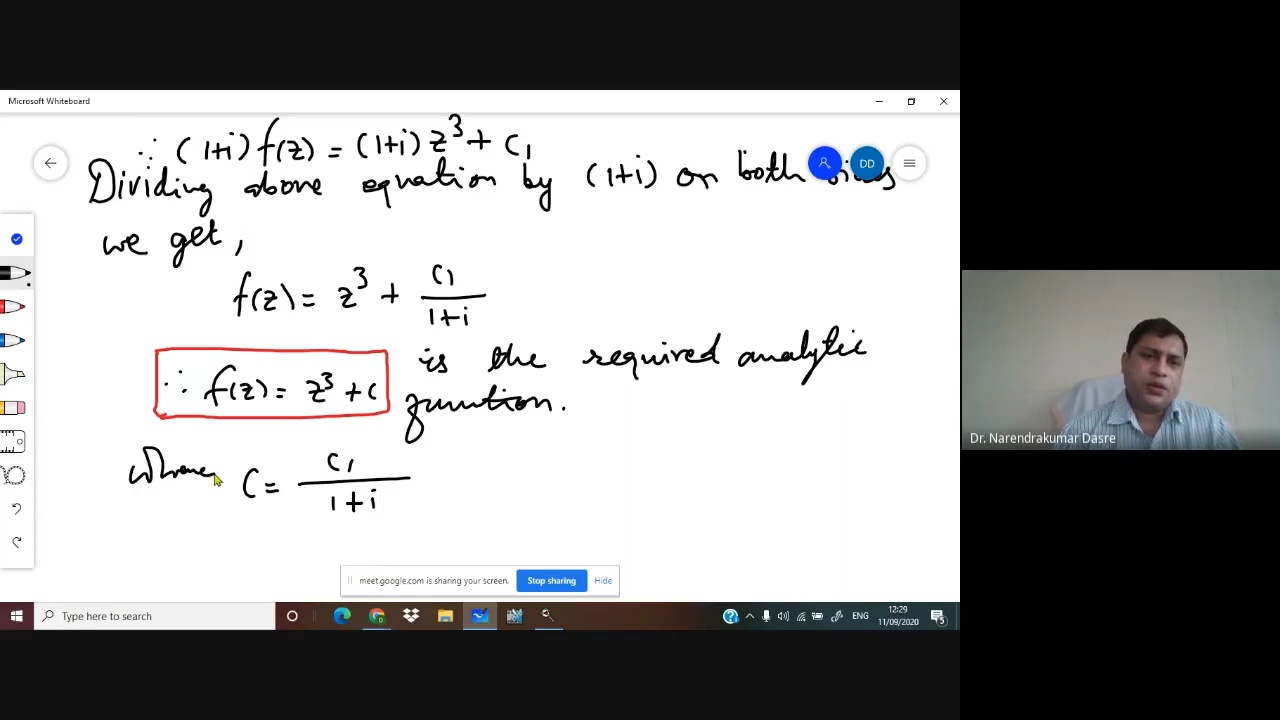 Microsoft Whiteboard
∴ (1+i) f(z) = (1+i) z³ + C₁
Dividing above equation by (1+i) on both sides
DD
we get,
f(z) = z³ + C₁/(1+i)
∴ f(z) = z³ + C is the required analytic
function.
where C = C₁/(1+i)
Dr. Narendrakumar Dasre
meet.google.com is sharing your screen. Stop sharing Hide
Type here to search
ENG 12:29
11/09/2020
5